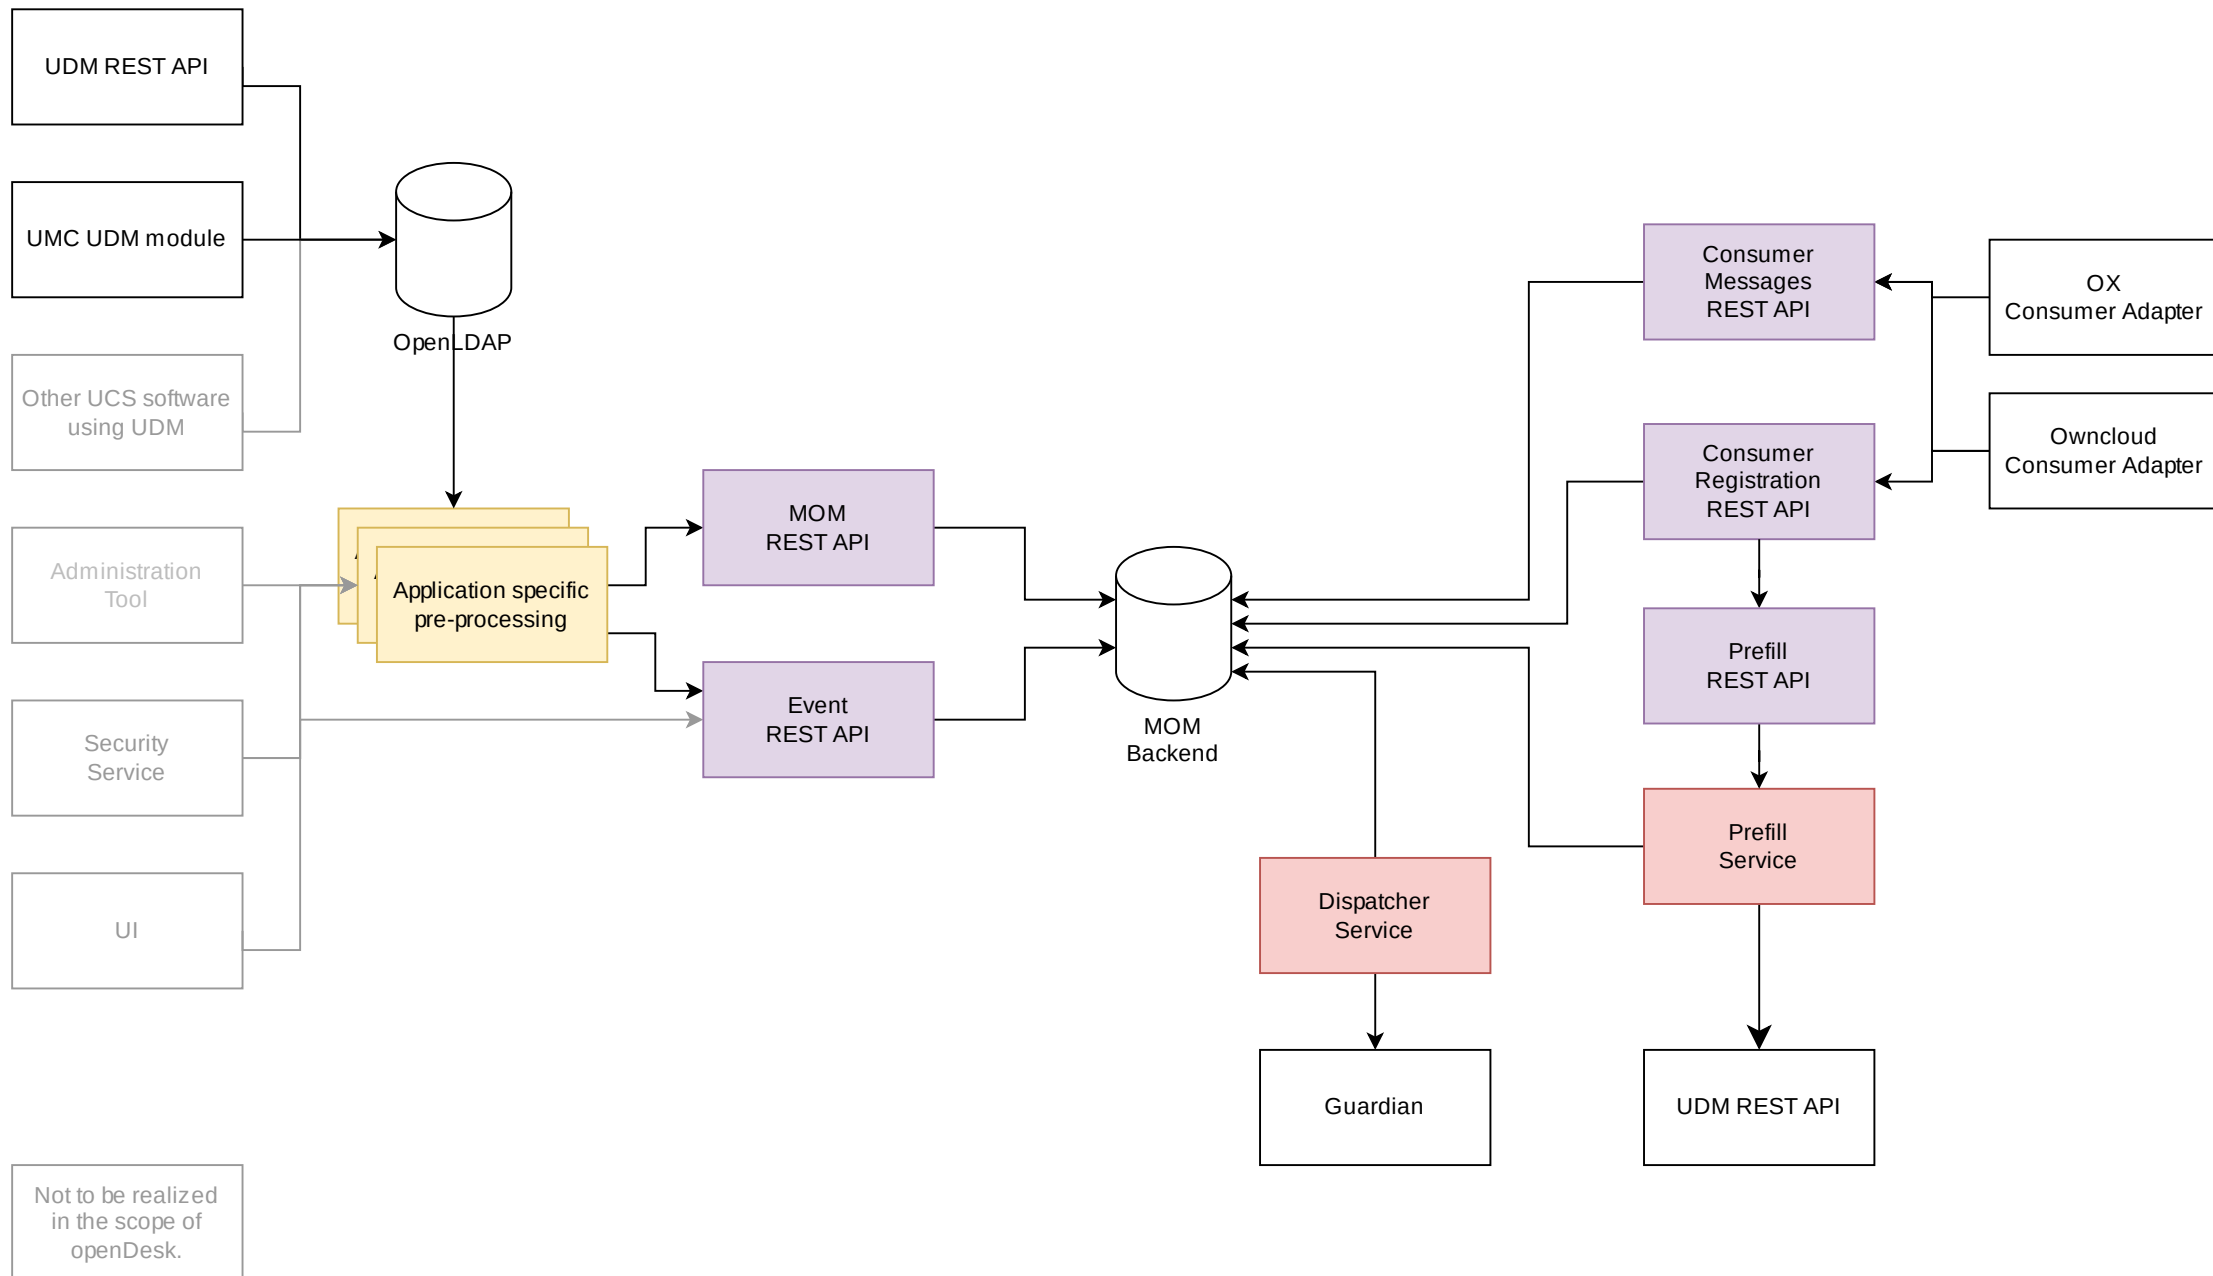 UDM REST API
UMC UDM module
Other UCS software
using UDM
Administration
Tool
Security
Service
UI
Not to be realized
in the scope of
openDesk.
OpenLDAP
Application specific
pre-processing
MOM
REST API
Event
REST API
MOM
Backend
Dispatcher
Service
Guardian
Consumer
Messages
REST API
Consumer
Registration
REST API
Prefill
REST API
Prefill
Service
UDM REST API
OX
Consumer Adapter
Owncloud
Consumer Adapter